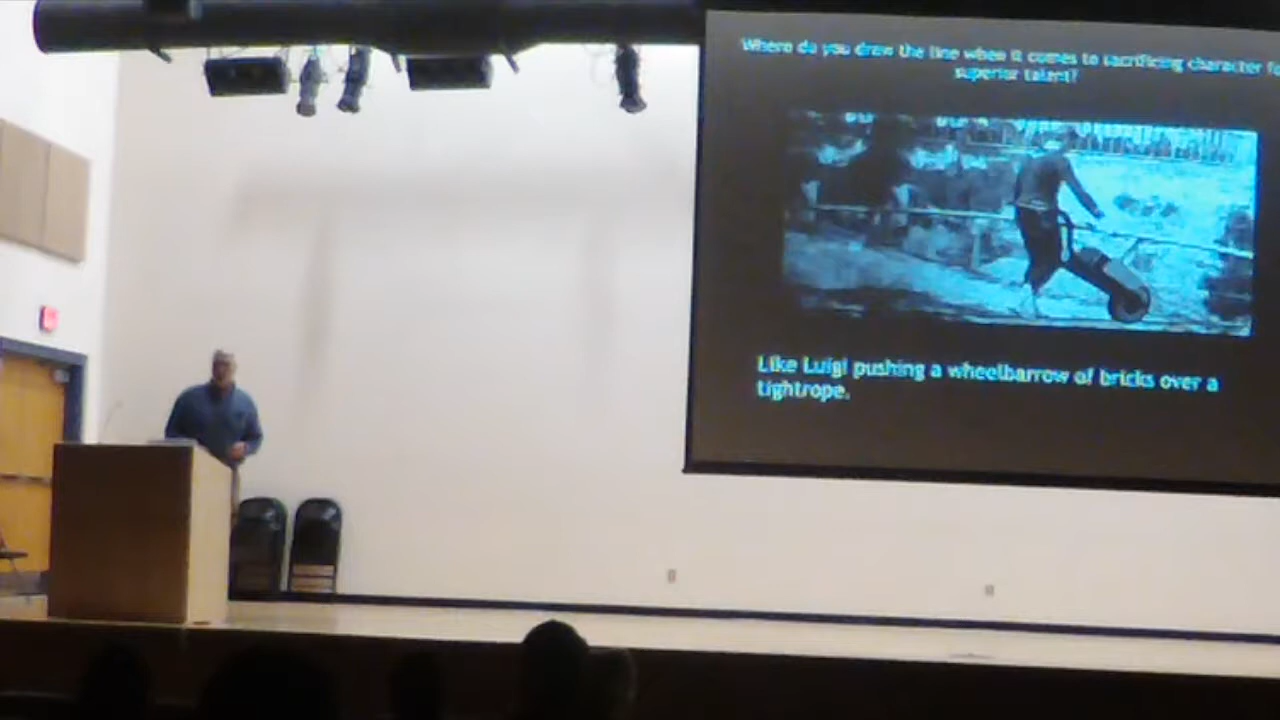 Where do you draw the line when it comes to sacrificing character fo
superior talent?
Like Luigi pushing a wheelbarrow of bricks over a
tightrope.